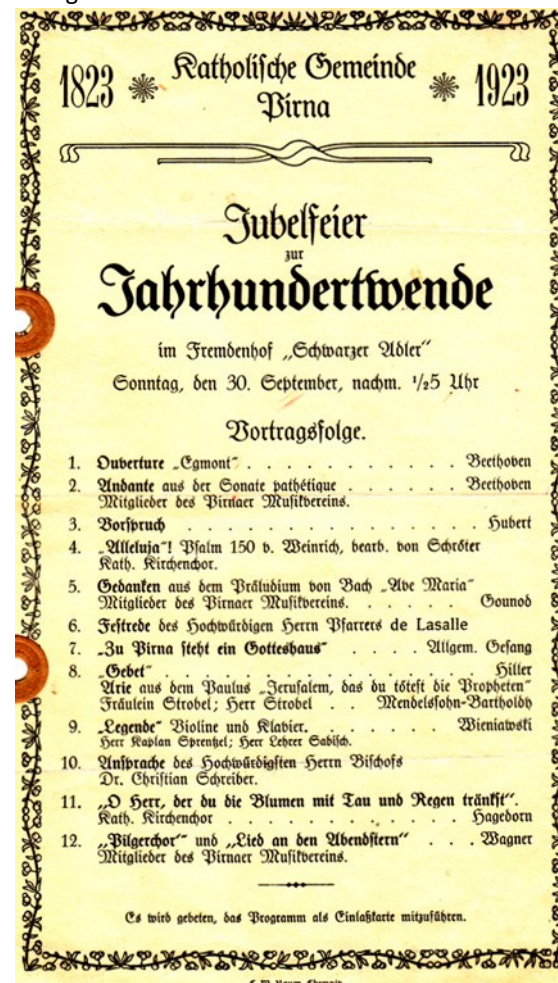 1823 Katholische Gemeinde 1923
Pirna
Jubelfeier
zur
Jahrhundertwende
im Fremdenhof „Schwarzer Adler“
Sonntag, den 30. September, nachm. 1/25 Uhr
Vortragsfolge.
1. Ouverture „Egmont“ . . . . . . . . . . . Beethoven
2. Andante aus der Sonate pathétique . . . . . . Beethoven
Mitglieder des Pirnaer Musikvereins.
3. Vorspruch . . . . . . . . . . . . . . . . Hubert
4. „Alleluja“! Psalm 150 v. Weinrich, bearb. von Schröter
Kath. Kirchenchor.
5. Gedanken aus dem Präludium von Bach „Ave Maria“
Mitglieder des Pirnaer Musikvereins. . . . . . Gounod
6. Festrede des Hochwürdigen Herrn Pfarrers de Lasalle
7. „Zu Pirna steht ein Gotteshaus“ . . . . Allgem. Gesang
8. „Gebet“ . . . . . . . . . . . . . . . . Hiller
Arie aus dem Paulus „Jerusalem, das du tötest die Propheten“
Fräulein Strobel; Herr Strobel . . Mendelssohn-Bartholdy
9. „Legende“ Violine und Klavier. . . . . . . Wieniawski
Herr Kaplan Sprentzel; Herr Lehrer Sabisch.
10. Ansprache des Hochwürdigsten Herrn Bischofs
Dr. Christian Schreiber.
11. „O Herr, der du die Blumen mit Tau und Regen tränkst“.
Kath. Kirchenchor . . . . . . . . . . . . Hagedorn
12. „Pilgerchor“ und „Lied an den Abendstern“ . . . Wagner
Mitglieder des Pirnaer Musikvereins.
Es wird gebeten, das Programm als Einlaßkarte mitzuführen.